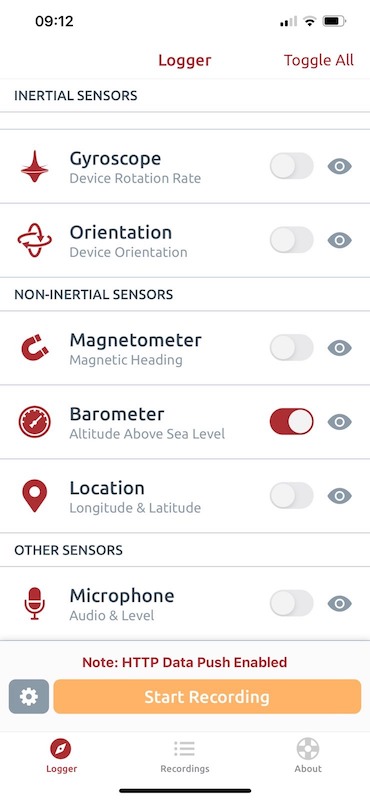 09:12
Logger
Toggle All
INERTIAL SENSORS
Gyroscope
Device Rotation Rate
Orientation
Device Orientation
NON-INERTIAL SENSORS
Magnetometer
Magnetic Heading
Barometer
Altitude Above Sea Level
Location
Longitude & Latitude
OTHER SENSORS
Microphone
Audio & Level
Note: HTTP Data Push Enabled
Start Recording
Logger
Recordings
About